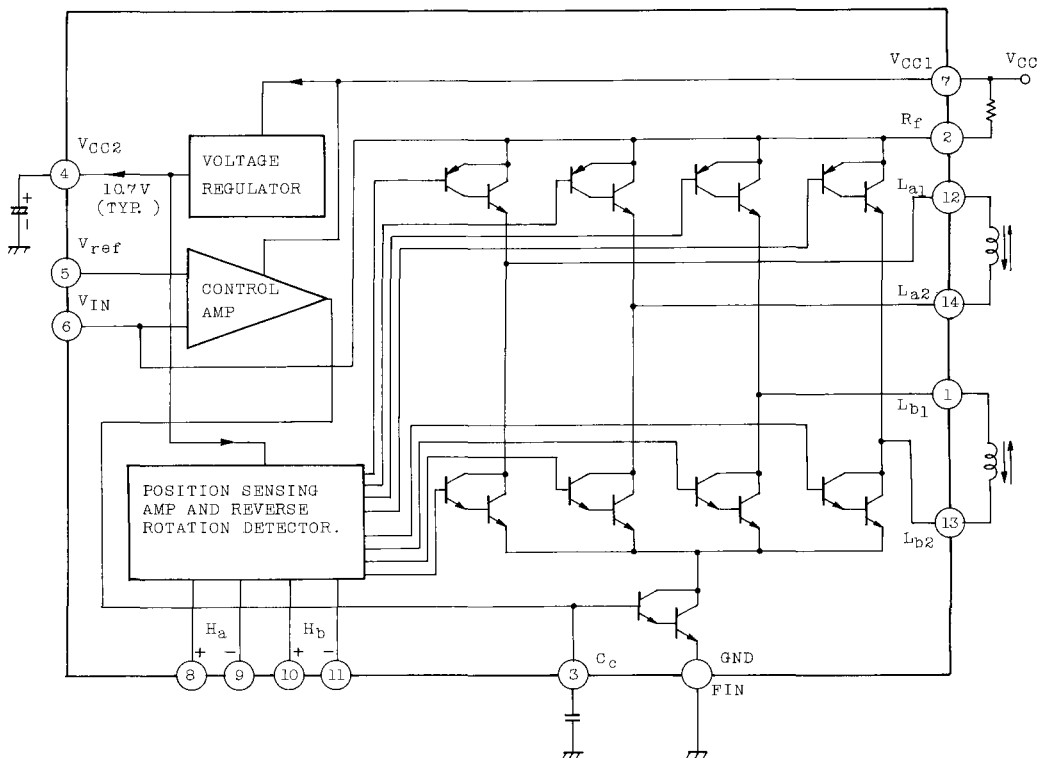 VCC1
7
VCC
Rf
2
VCC2
4
10.7V
(TYP.)
VOLTAGE
REGULATOR
La1
12
Vref
5
CONTROL
AMP
VIN
6
La2
14
1
Lb1
POSITION SENSING
AMP AND REVERSE
ROTATION DETECTOR.
13
Lb2
Ha
Hb
+
-
+
-
8
9
10
11
Cc
3
GND
FIN
+
-